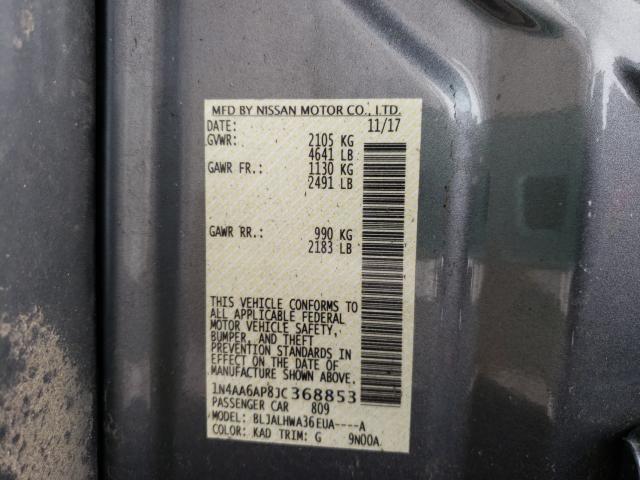 MFD BY NISSAN MOTOR CO., LTD.
DATE: 11/17
GVWR: 2105 KG
4641 LB
GAWR FR.: 1130 KG
2491 LB
GAWR RR.: 990 KG
2183 LB
THIS VEHICLE CONFORMS TO
ALL APPLICABLE FEDERAL
MOTOR VEHICLE SAFETY,
BUMPER, AND THEFT
PREVENTION STANDARDS IN
EFFECT ON THE DATE OF
MANUFACTURE SHOWN ABOVE.
1N4AA6AP8JC368853
PASSENGER CAR 809
MODEL: BLJALHWA36EUA----A
COLOR: KAD TRIM: G 9N00A